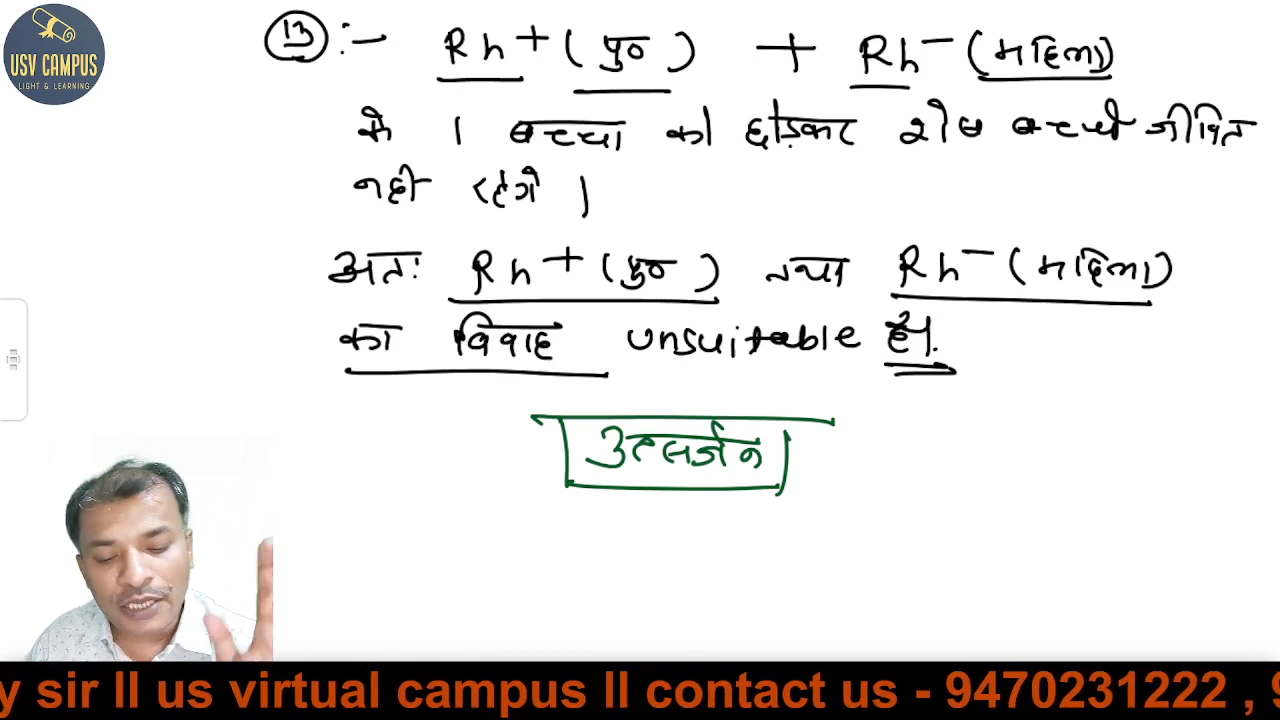 USV CAMPUS
LIGHT & LEARNING
13 :- Rh+ (पु०) + Rh- (महिला)
के 1 बच्चा को छोड़कर शेष बच्चे जीवित
नही रहेंगे।
अतः Rh+ (पु०) तथा Rh- (महिला)
का विवाह unsuitable है।
उत्सर्जन
y sir ll us virtual campus ll contact us - 9470231222 , 9